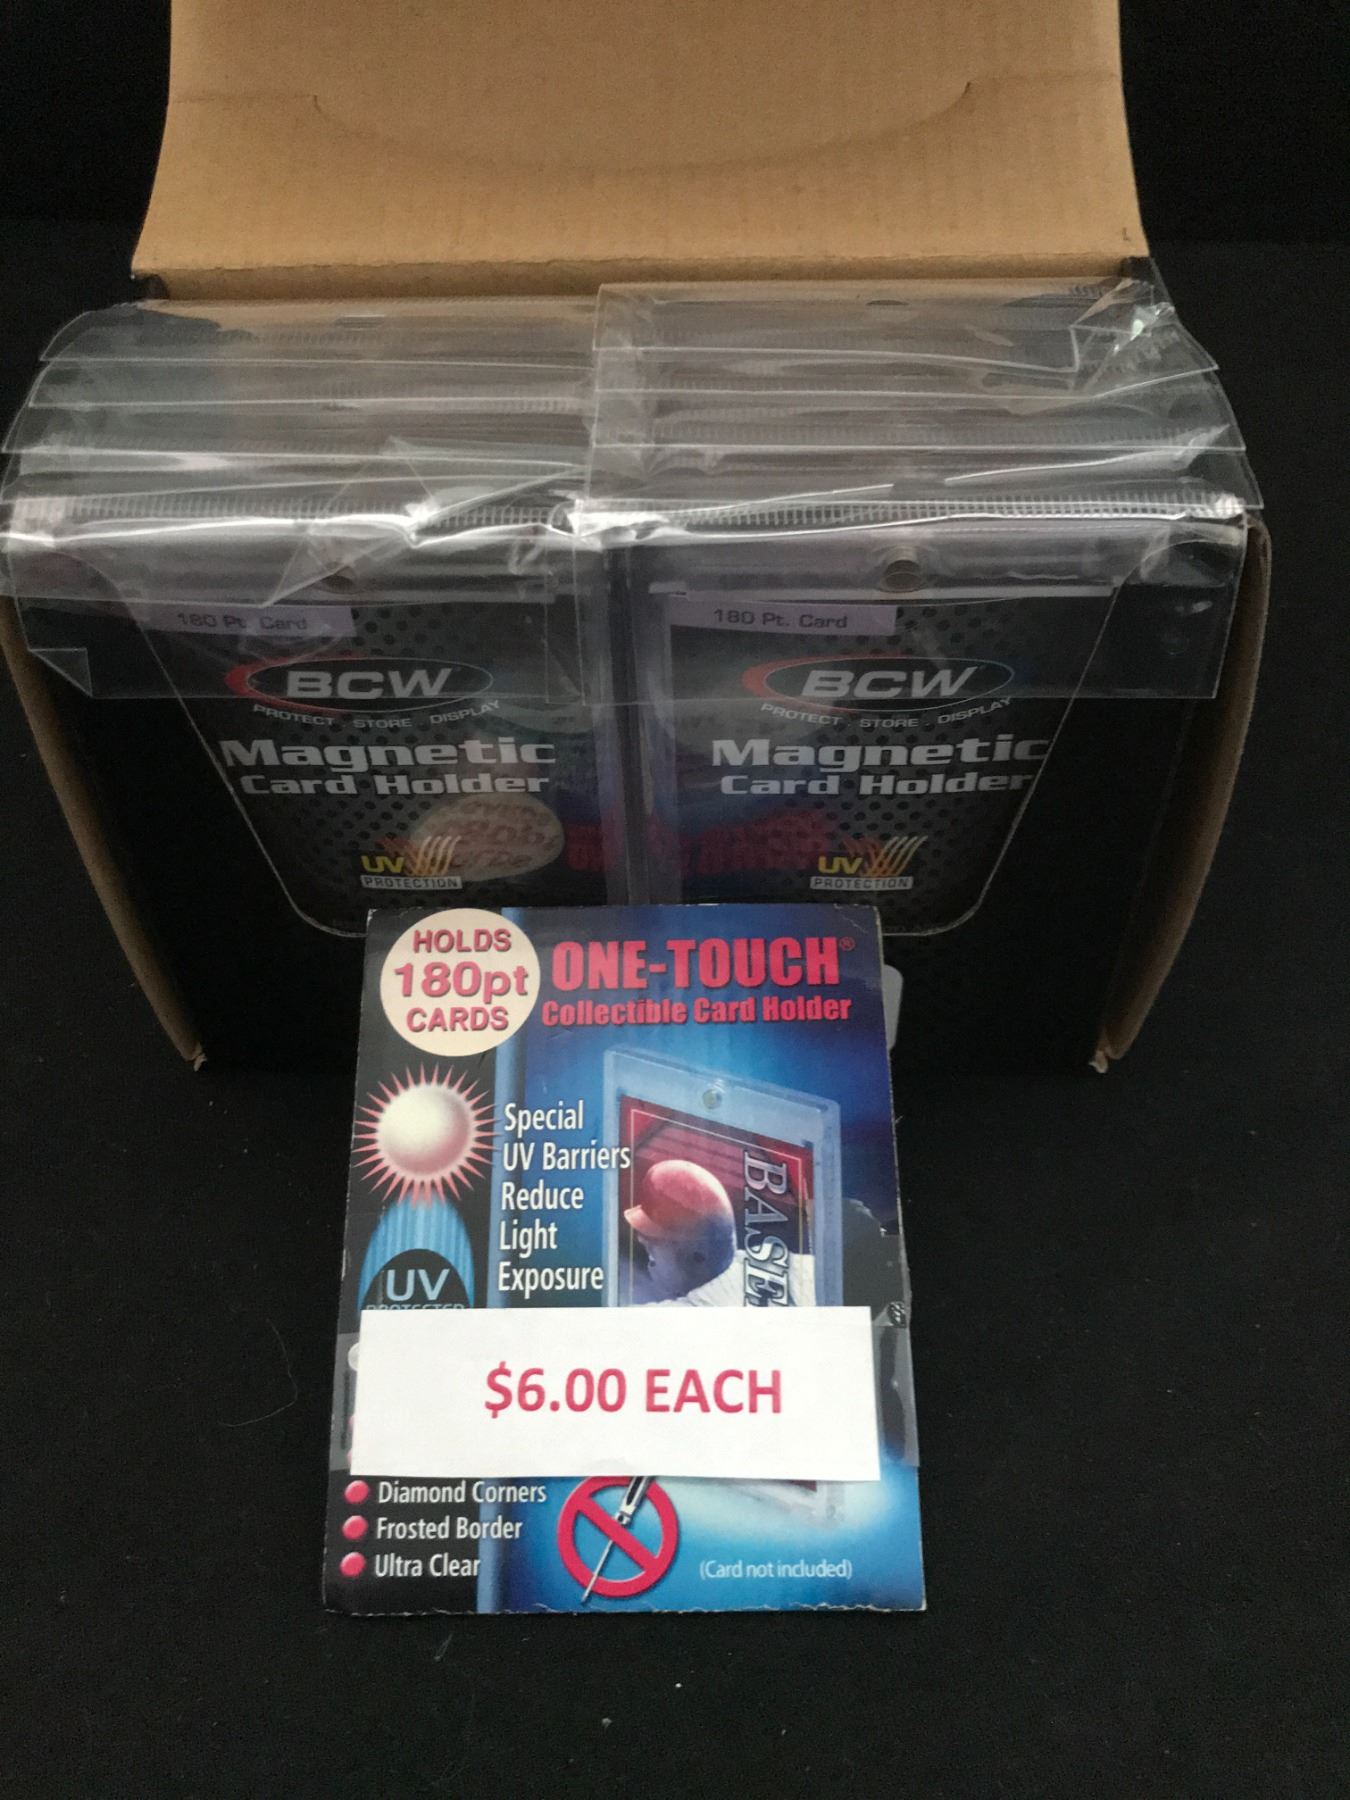 180 Pt. Card
BCW
PROTECT . STORE . DISPLAY
Magnetic
Card Holder
UV
PROTECTION
180 Pt. Card
BCW
PROTECT . STORE . DISPLAY
Magnetic
Card Holder
UV
PROTECTION
HOLDS
180pt
CARDS
ONE-TOUCH®
Collectible Card Holder
Special
UV Barriers
Reduce
Light
Exposure
UV
PROTECTED
$6.00 EACH
Diamond Corners
Frosted Border
Ultra Clear
(Card not included)